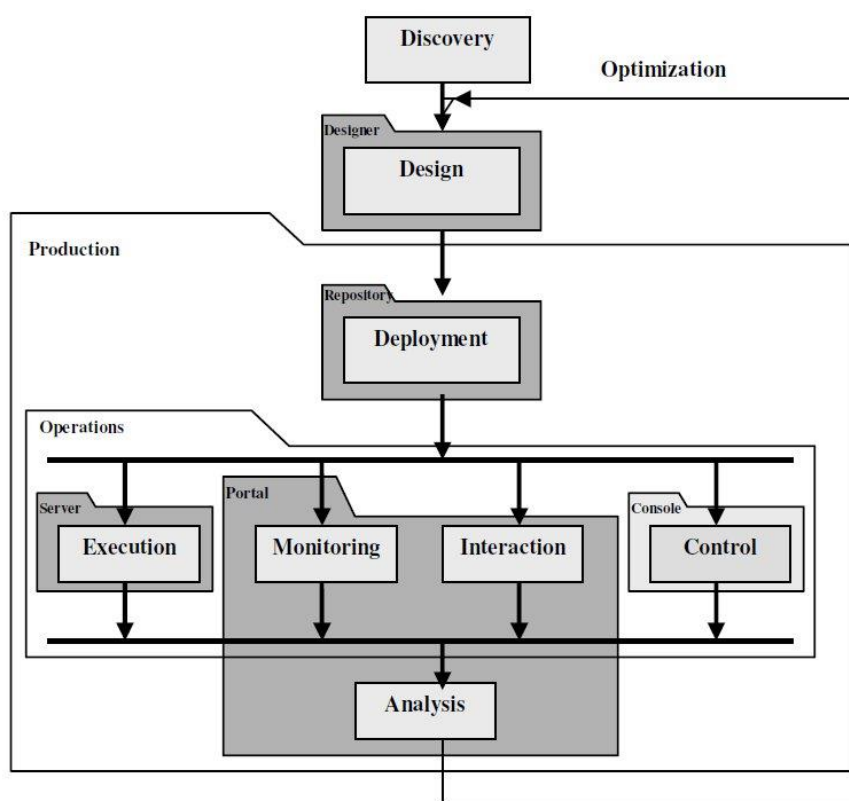 Discovery
Optimization
Designer
Design
Production
Repository
Deployment
Operations
Portal
Server
Console
Execution
Monitoring
Interaction
Control
Analysis